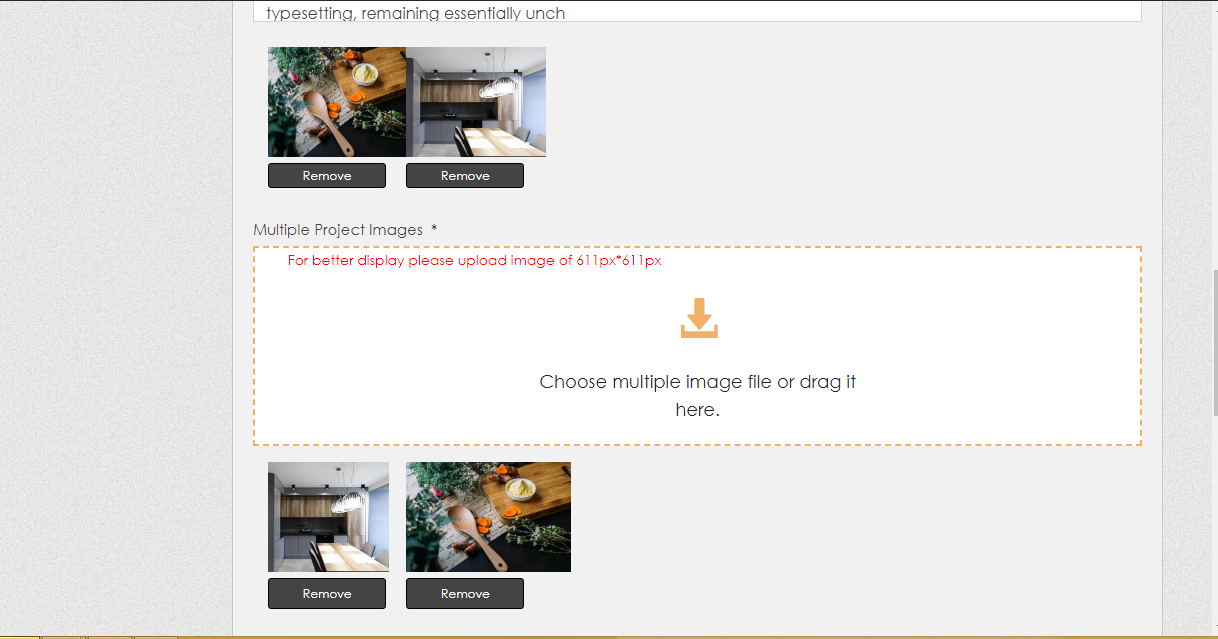 typesetting, remaining essentially unch
Remove
Remove
Multiple Project Images *
For better display please upload image of 611px*611px
Choose multiple image file or drag it
here.
Remove
Remove